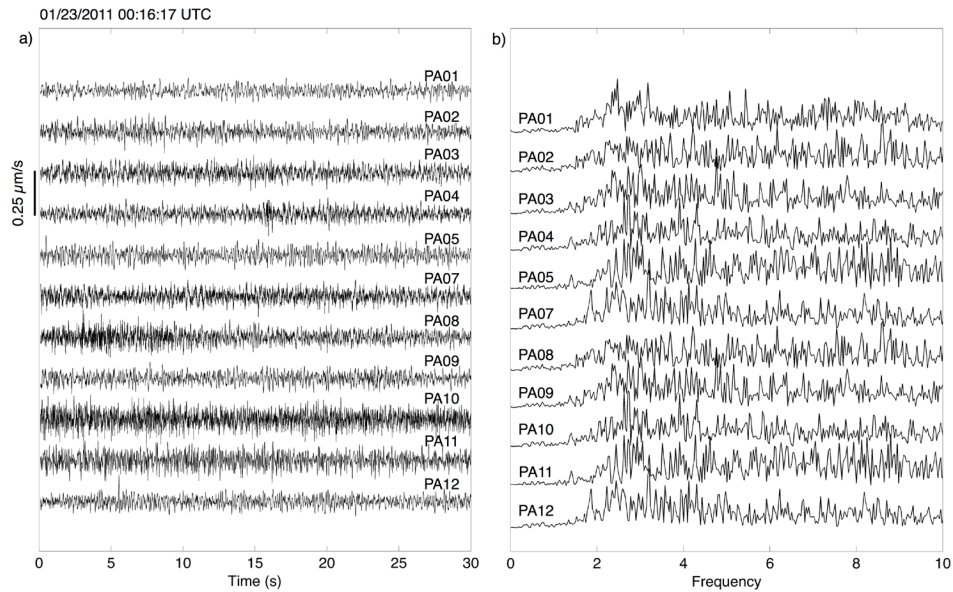 01/23/2011 00:16:17 UTC
a)
PA01
PA02
PA03
PA04
PA05
PA07
PA08
PA09
PA10
PA11
PA12
0.25 μm/s
0 5 10 15 20 25 30
Time (s)
b)
PA01
PA02
PA03
PA04
PA05
PA07
PA08
PA09
PA10
PA11
PA12
0 2 4 6 8 10
Frequency